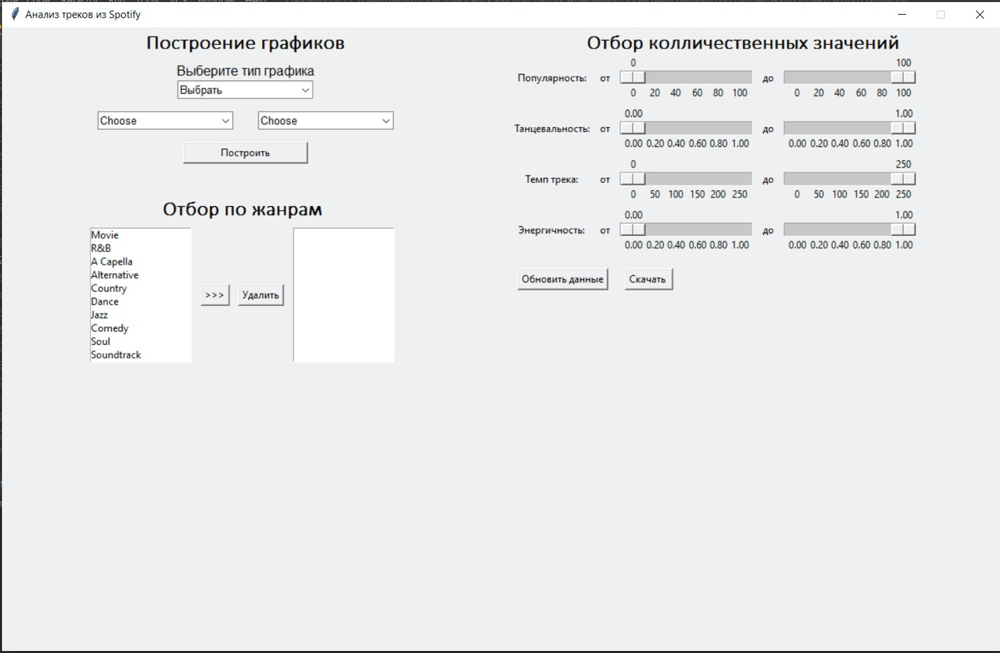 Анализ треков из Spotify
Построение графиков
Выберите тип графика
Выбрать
Choose Choose
Построить
Отбор по жанрам
Movie
R&B
A Capella
Alternative
Country
Dance
Jazz
Comedy
Soul
Soundtrack
>>> Удалить
Отбор колличественных значений
0 100
Популярность: от до
0 20 40 60 80 100 0 20 40 60 80 100
0.00 1.00
Танцевальность: от до
0.00 0.20 0.40 0.60 0.80 1.00 0.00 0.20 0.40 0.60 0.80 1.00
0 250
Темп трека: от до
0 50 100 150 200 250 0 50 100 150 200 250
0.00 1.00
Энергичность: от до
0.00 0.20 0.40 0.60 0.80 1.00 0.00 0.20 0.40 0.60 0.80 1.00
Обновить данные Скачать